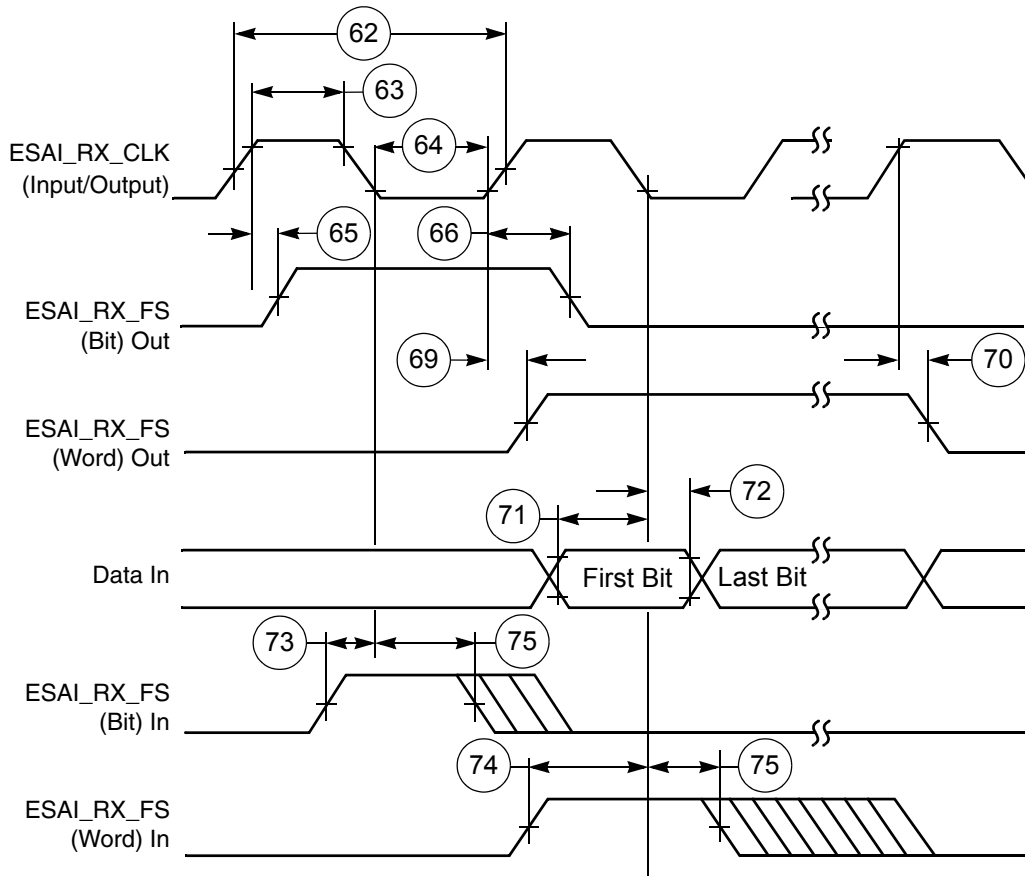 62
63
ESAI_RX_CLK
(Input/Output)
64
65
66
ESAI_RX_FS
(Bit) Out
69
70
ESAI_RX_FS
(Word) Out
71
72
Data In
First Bit
Last Bit
73
75
ESAI_RX_FS
(Bit) In
74
75
ESAI_RX_FS
(Word) In